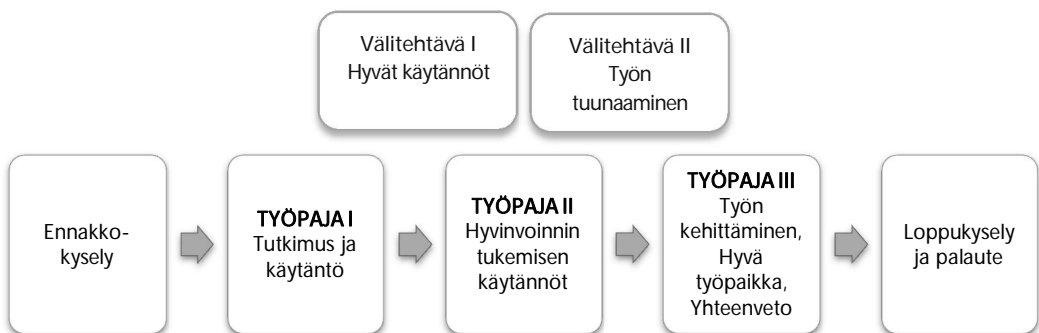 Välitehtävä I
Hyvät käytännöt
Välitehtävä II
Työn
tuunaaminen
Ennakko-
kysely
TYÖPAJA I
Tutkimus ja
käytäntö
TYÖPAJA II
Hyvinvoinnin
tukemisen
käytännöt
TYÖPAJA III
Työn
kehittäminen,
Hyvä
työpaikka,
Yhteenveto
Loppukysely
ja palaute